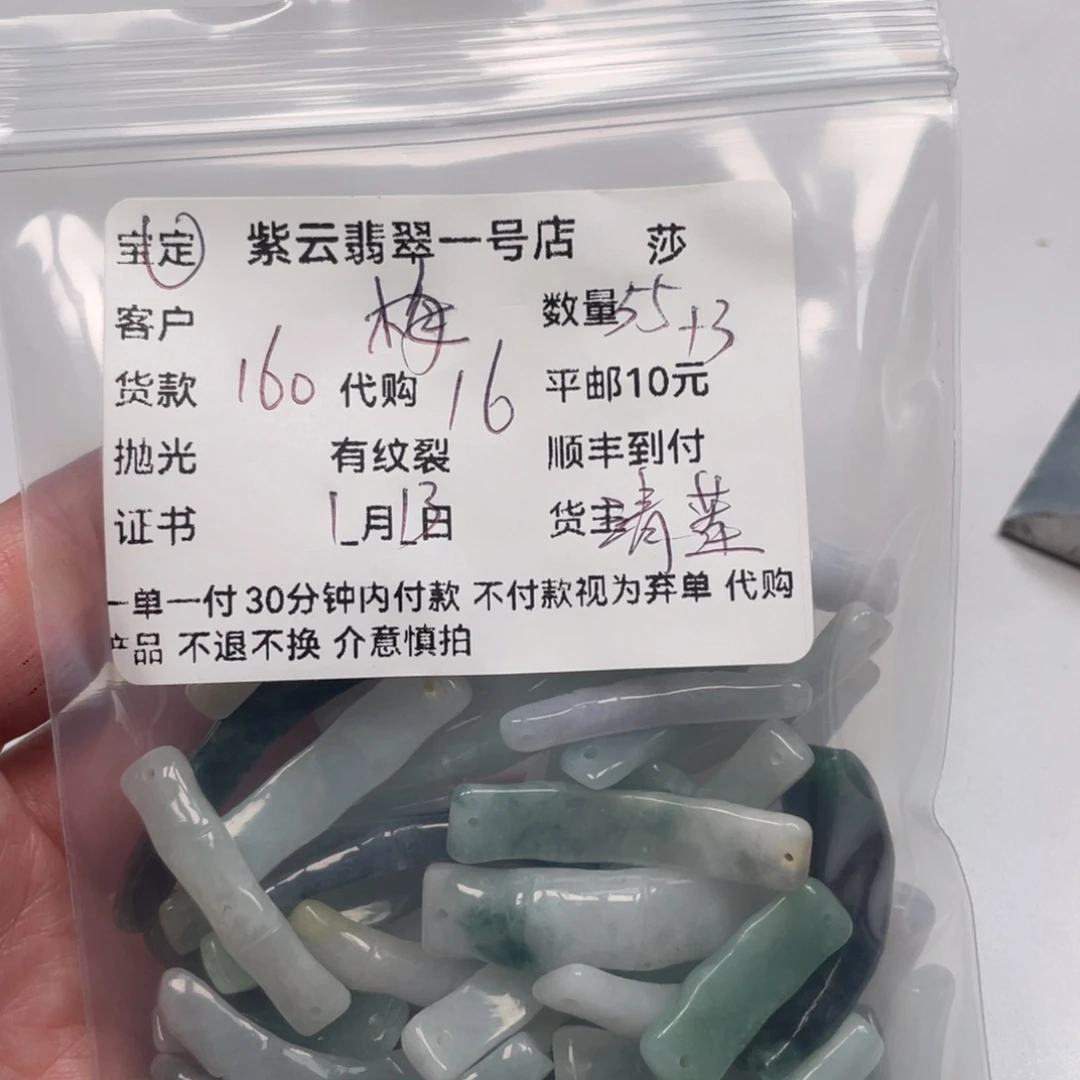 宝定 紫云翡翠一号店 莎
客户 梅 数量55+3
货款 160 代购 16 平邮10元
抛光 有纹裂 顺丰到付
证书 1月13日 货主青莲
一单一付30分钟内付款 不付款视为弃单 代购
产品 不退不换 介意慎拍